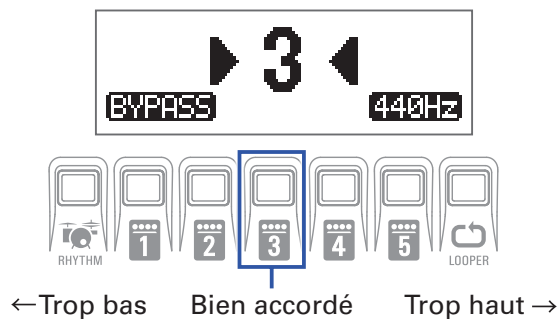 3
BYPASS 440Hz
1 2 3 4 5
RHYTHM LOOPER
←Trop bas Bien accordé Trop haut→